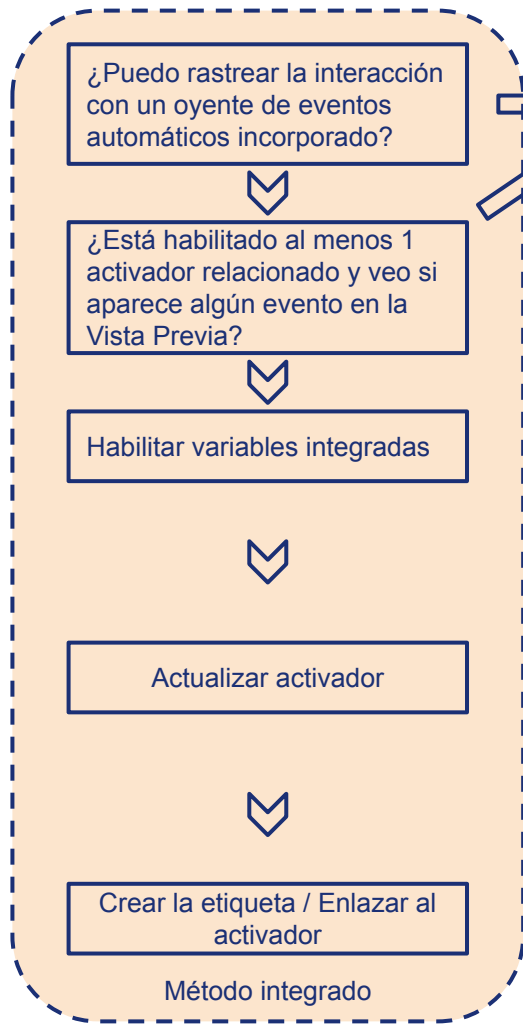 ¿Puedo rastrear la interacción
con un oyente de eventos
automáticos incorporado?
¿Está habilitado al menos 1
activador relacionado y veo si
aparece algún evento en la
Vista Previa?
Habilitar variables integradas
Actualizar activador
Crear la etiqueta / Enlazar al
activador
Método integrado